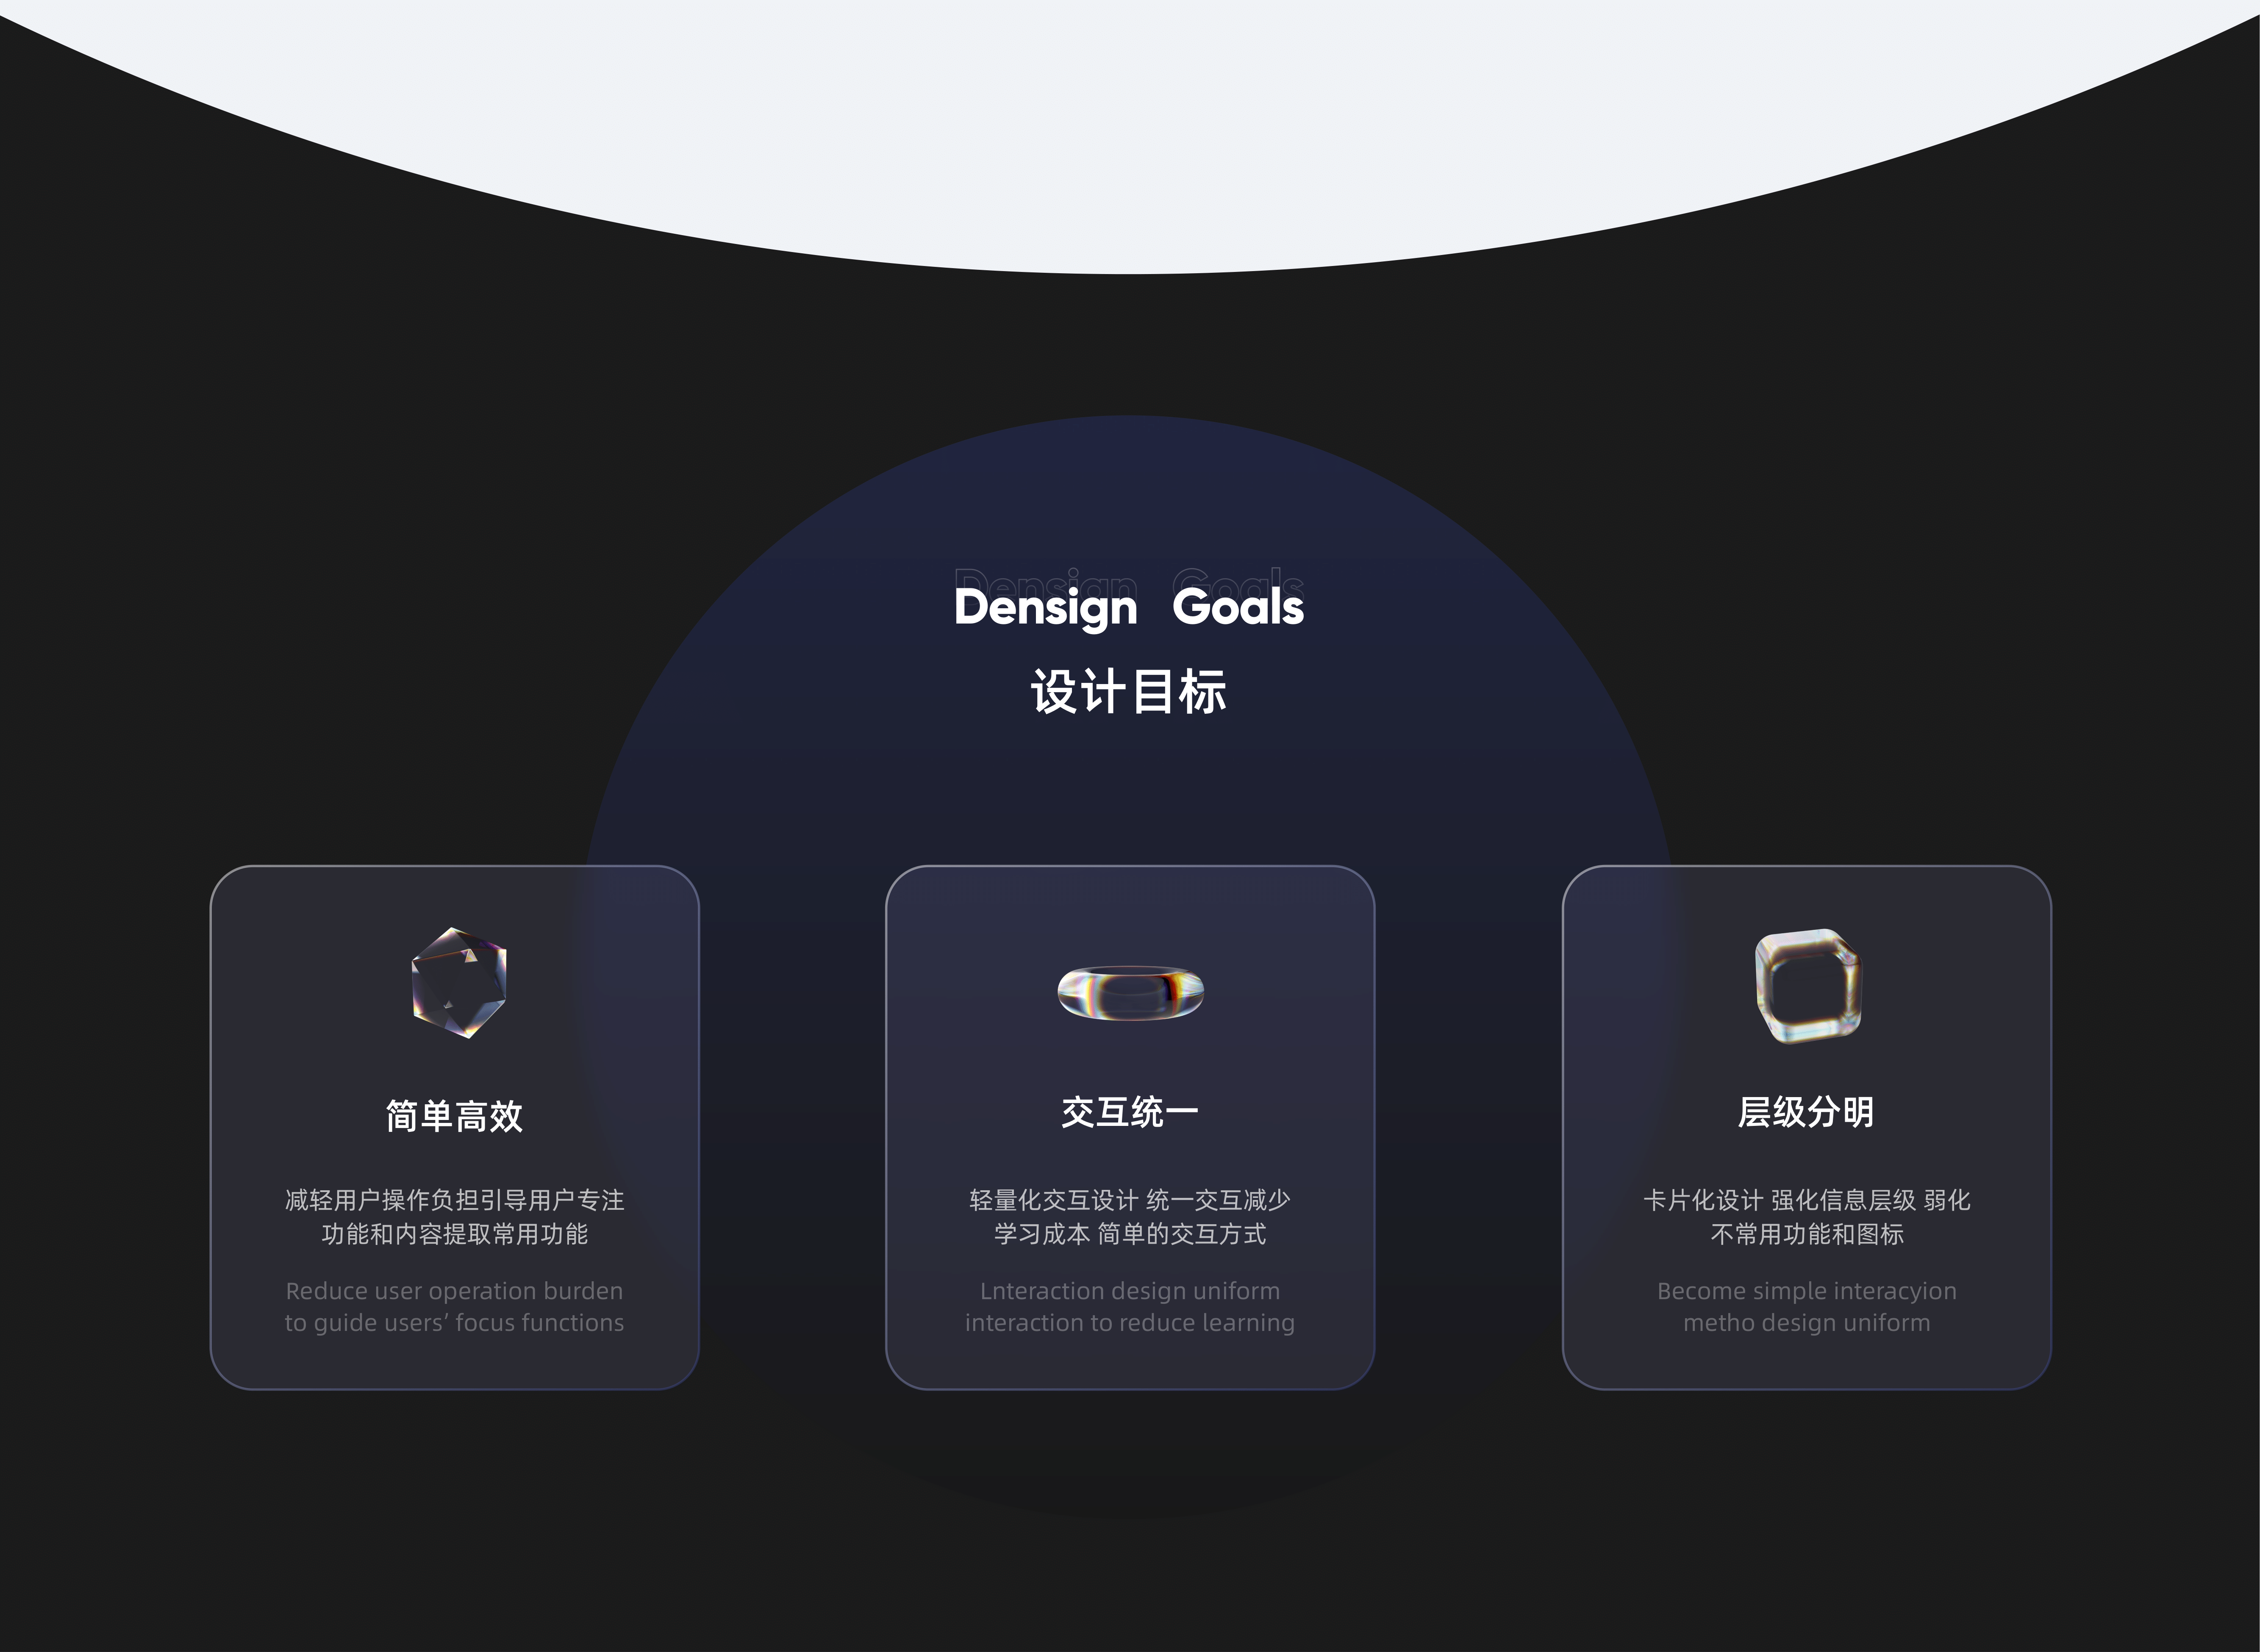 Densign Goals
设计目标
简单高效
减轻用户操作负担引导用户专注
功能和内容提取常用功能
Reduce user operation burden
to guide users' focus functions
交互统一
轻量化交互设计 统一交互减少
学习成本 简单的交互方式
Lnteraction design uniform
interaction to reduce learning
层级分明
卡片化设计 强化信息层级 弱化
不常用功能和图标
Become simple interacyion
metho design uniform